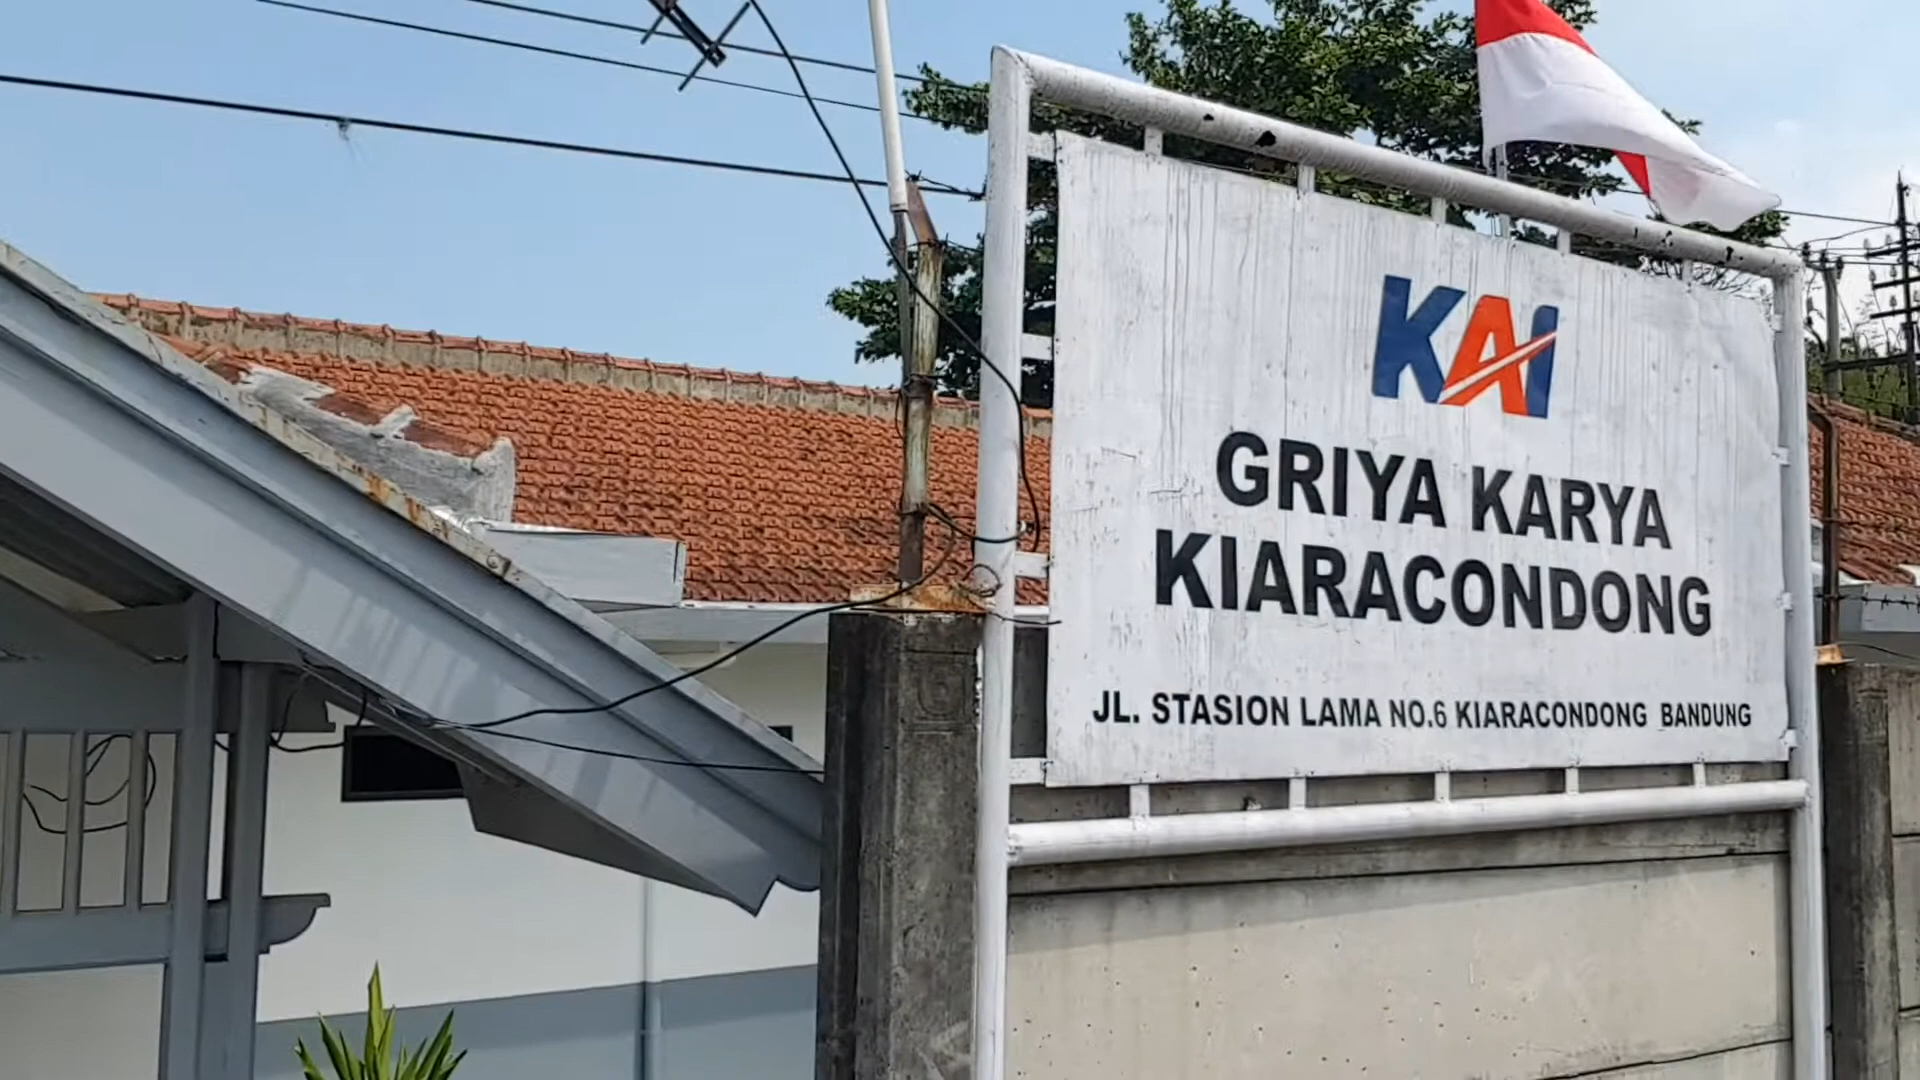 KAI
GRIYA KARYA
KIARACONDONG
JL. STASION LAMA NO.6 KIARACONDONG BANDUNG